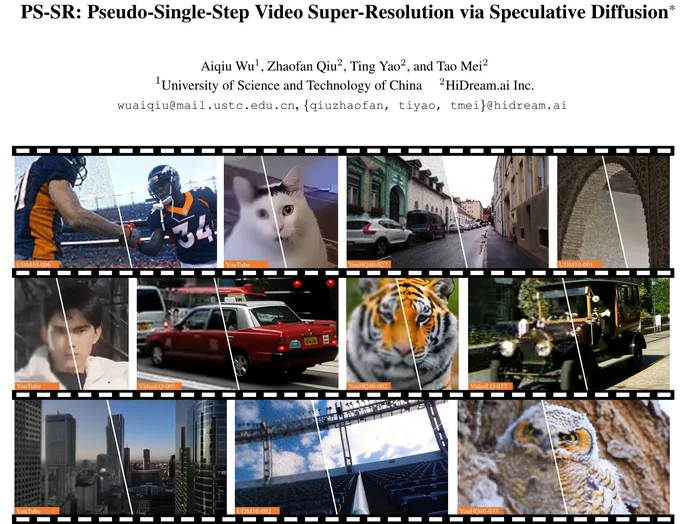 PS-SR: Pseudo-Single-Step Video Super-Resolution via Speculative Diffusion*
Aiqiu Wu¹, Zhaofan Qiu², Ting Yao², and Tao Mei²
¹University of Science and Technology of China ²HiDream.ai Inc.
wuaiqiu@mail.ustc.edu.cn, {qiuzhaofan, tiyao, tmei}@hidream.ai
34
UDM10-006 YouTube YouHQ40-027 UDM10-001
YouTube VideoLQ-003 YouHQ40-002 VideoLQ-037
YouTube UDM10-002 YouHQ40-033